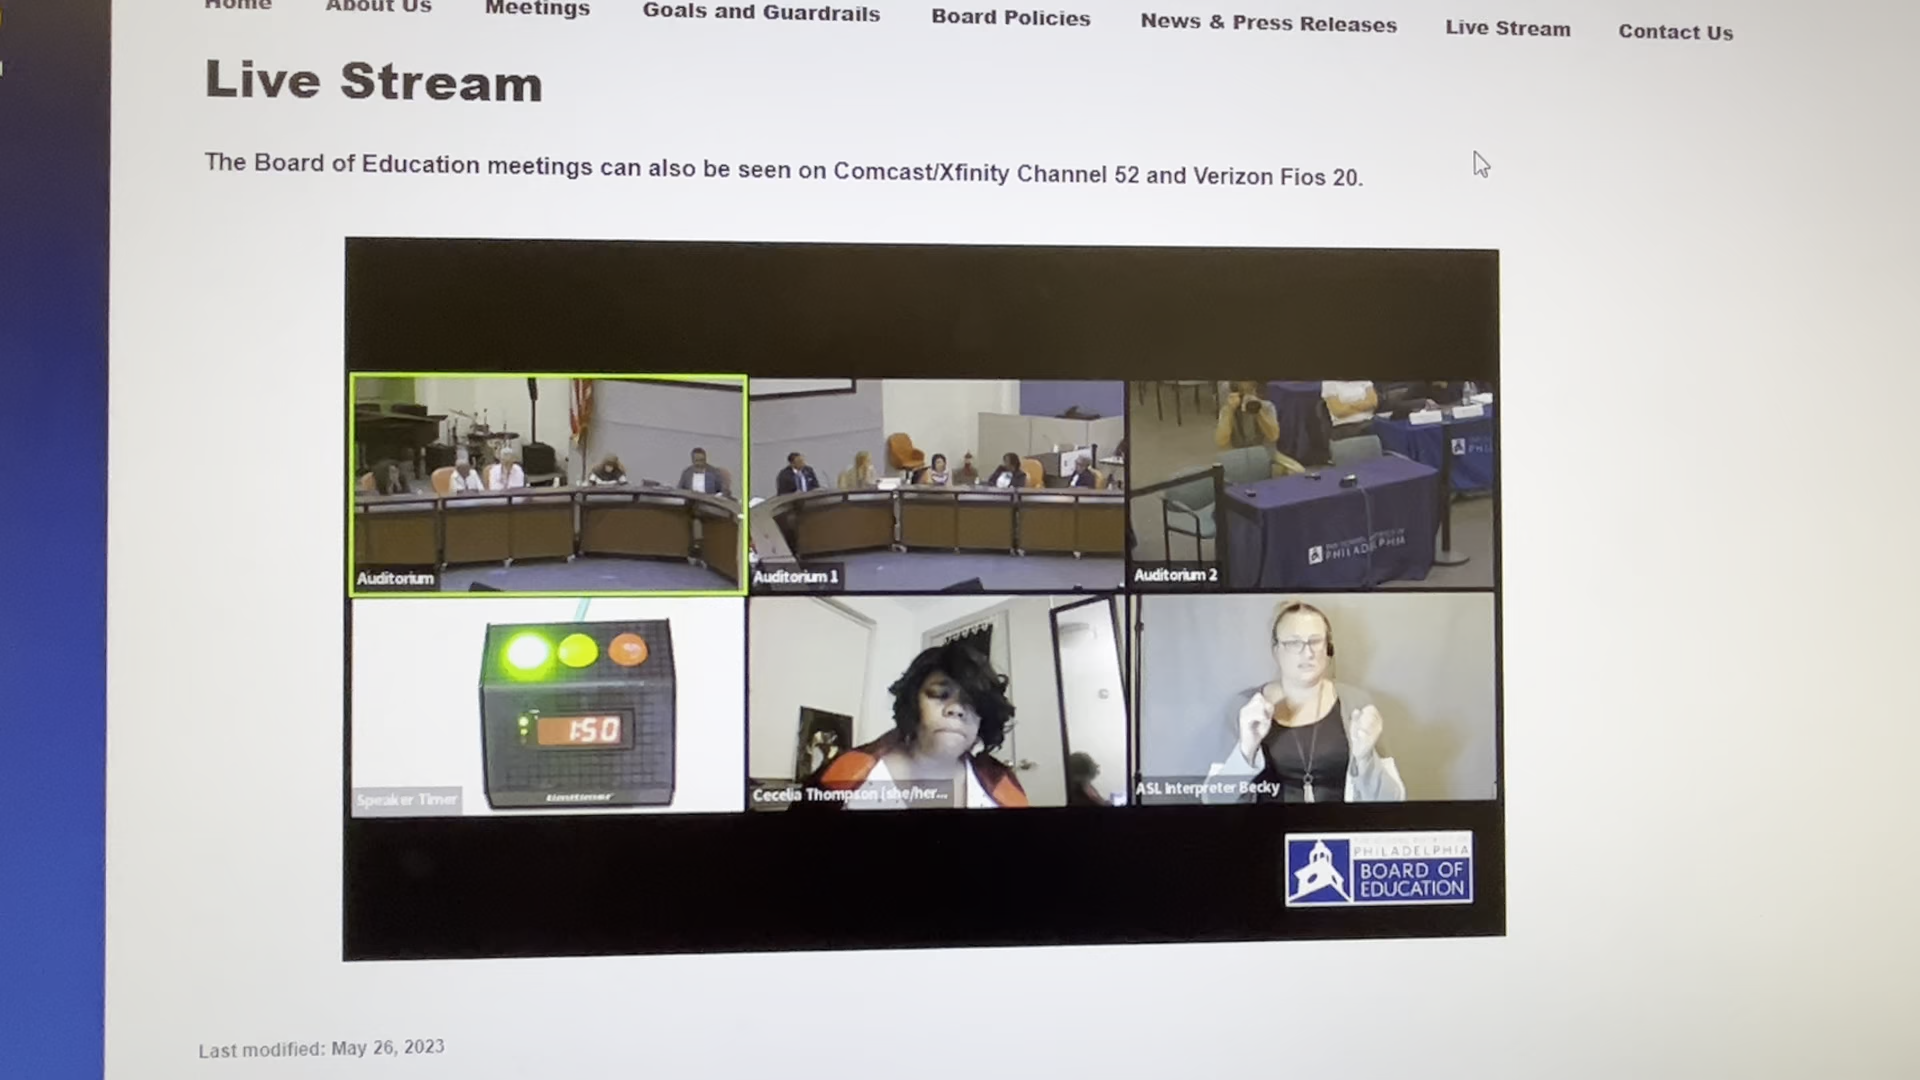 Home About Us Meetings Goals and Guardrails Board Policies News & Press Releases Live Stream Contact Us
Live Stream
The Board of Education meetings can also be seen on Comcast/Xfinity Channel 52 and Verizon Fios 20.
Auditorium
Auditorium 1
PHILADELPHIA
Auditorium 2
1:50
Speaker Timer
Cecelia Thompson (she/her...
ASL Interpreter Becky
PHILADELPHIA
BOARD OF
EDUCATION
Last modified: May 26, 2023